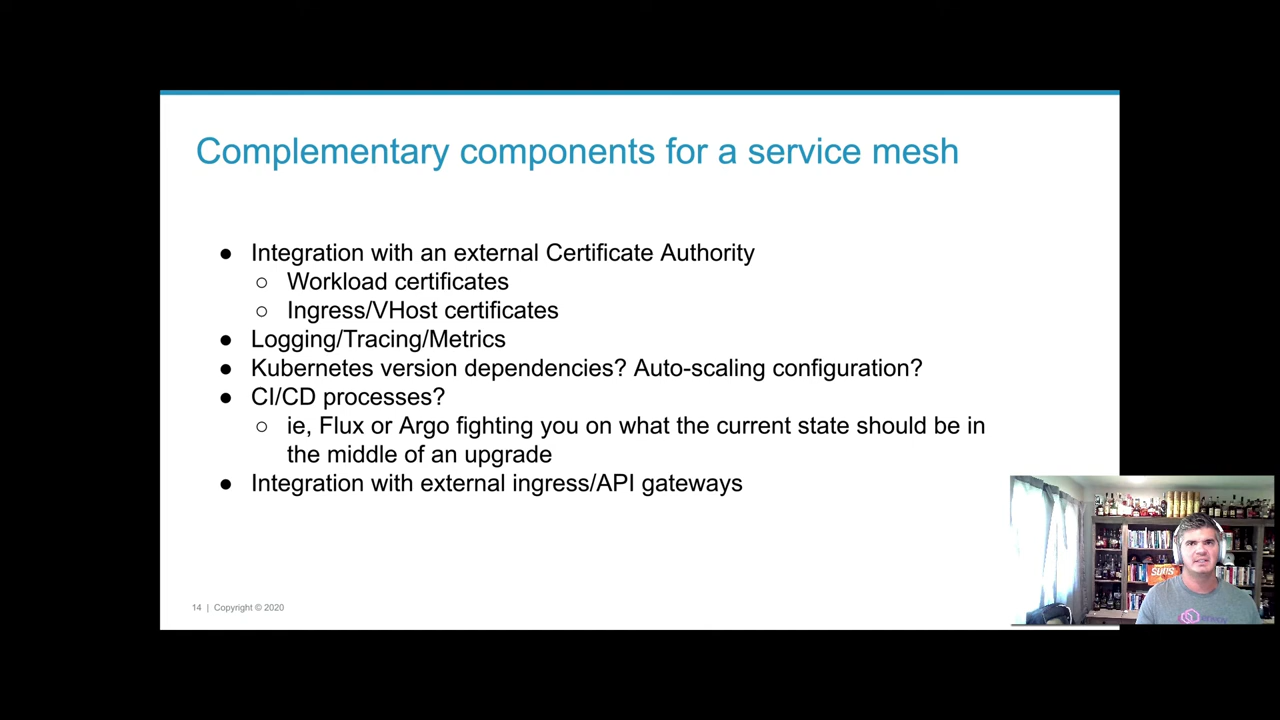 Complementary components for a service mesh
● Integration with an external Certificate Authority
○ Workload certificates
○ Ingress/VHost certificates
● Logging/Tracing/Metrics
● Kubernetes version dependencies? Auto-scaling configuration?
● CI/CD processes?
○ ie, Flux or Argo fighting you on what the current state should be in
the middle of an upgrade
● Integration with external ingress/API gateways
14 | Copyright © 2020
SUNS
envoy